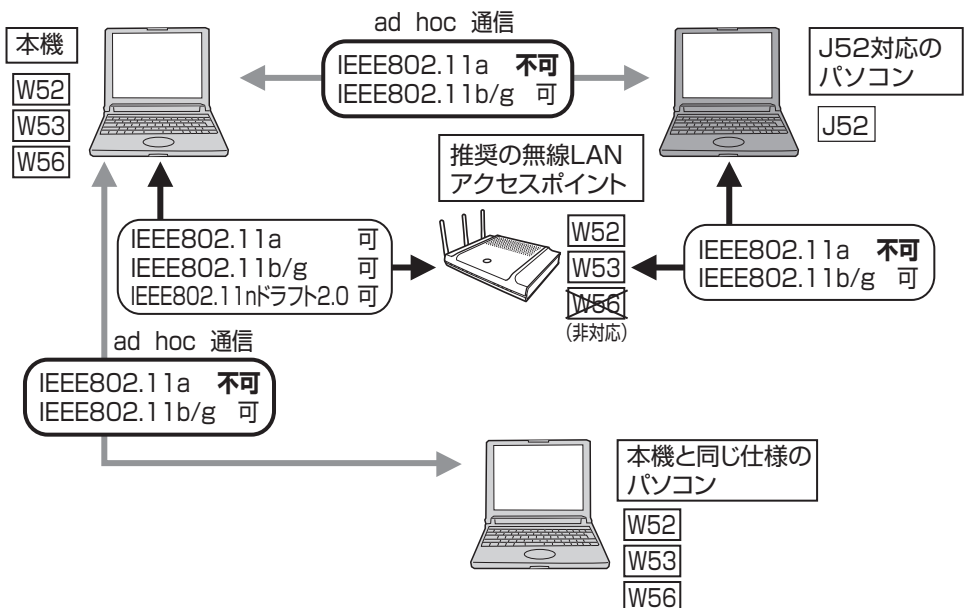 ad hoc 通信
本機
W52
W53
W56
IEEE802.11a 不可
IEEE802.11b/g 可
J52対応の
パソコン
J52
推奨の無線LAN
アクセスポイント
W52
W53
W56
(非対応)
IEEE802.11a 可
IEEE802.11b/g 可
IEEE802.11nドラフト2.0 可
IEEE802.11a 不可
IEEE802.11b/g 可
ad hoc 通信
IEEE802.11a 不可
IEEE802.11b/g 可
本機と同じ仕様の
パソコン
W52
W53
W56